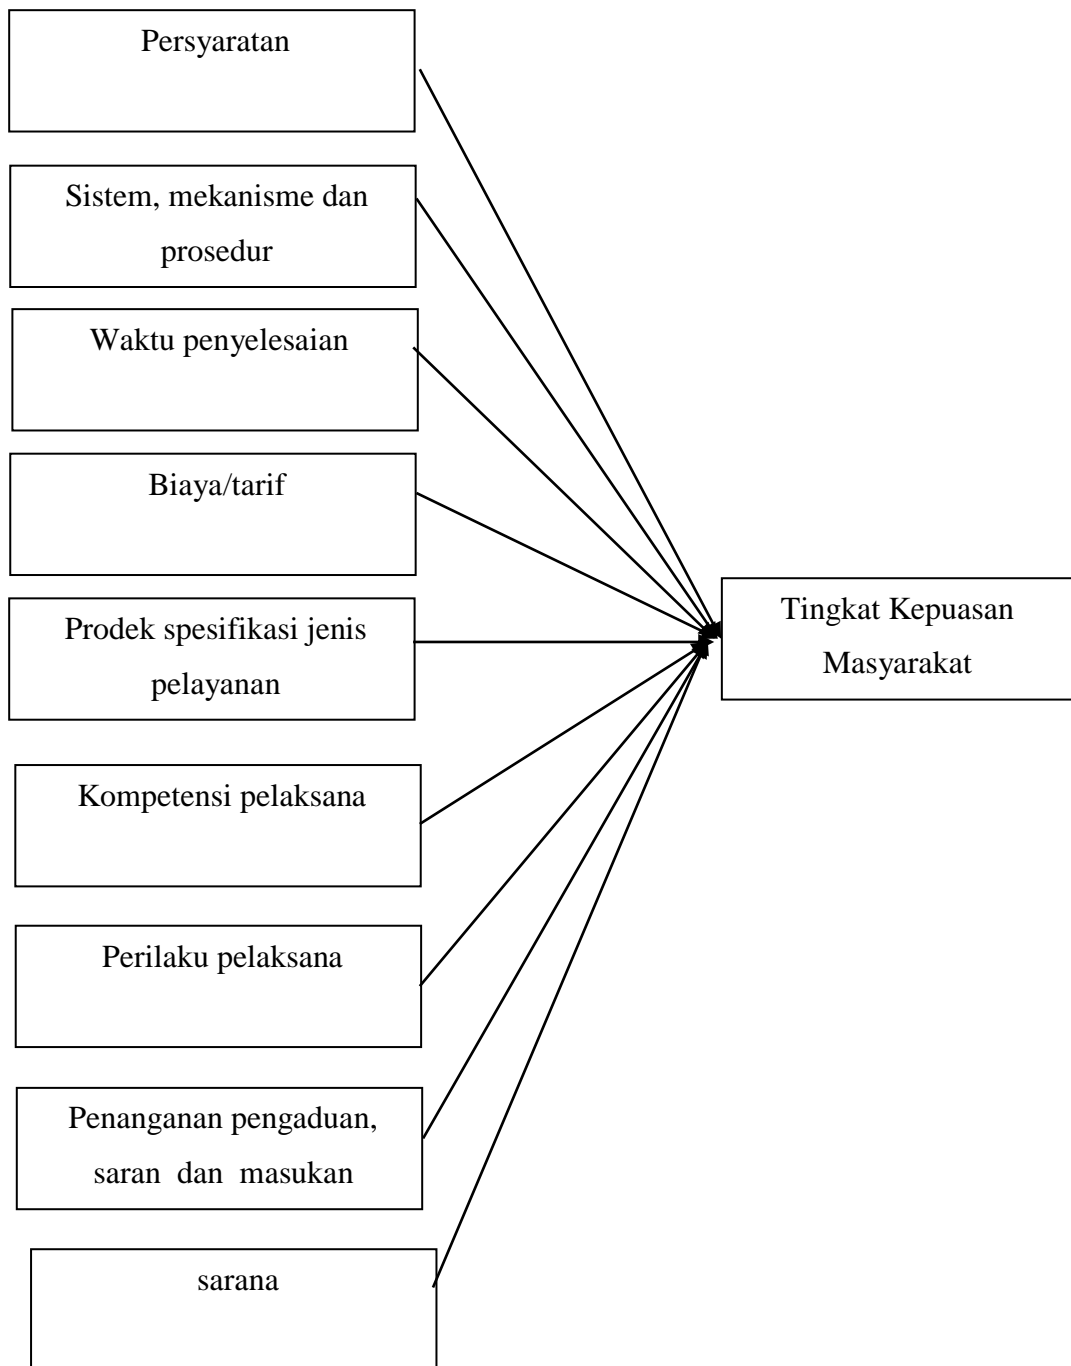 Persyaratan
Sistem, mekanisme dan
prosedur
Waktu penyelesaian
Biaya/tarif
Prodek spesifikasi jenis
pelayanan
Kompetensi pelaksana
Perilaku pelaksana
Penanganan pengaduan,
saran dan masukan
sarana
Tingkat Kepuasan
Masyarakat